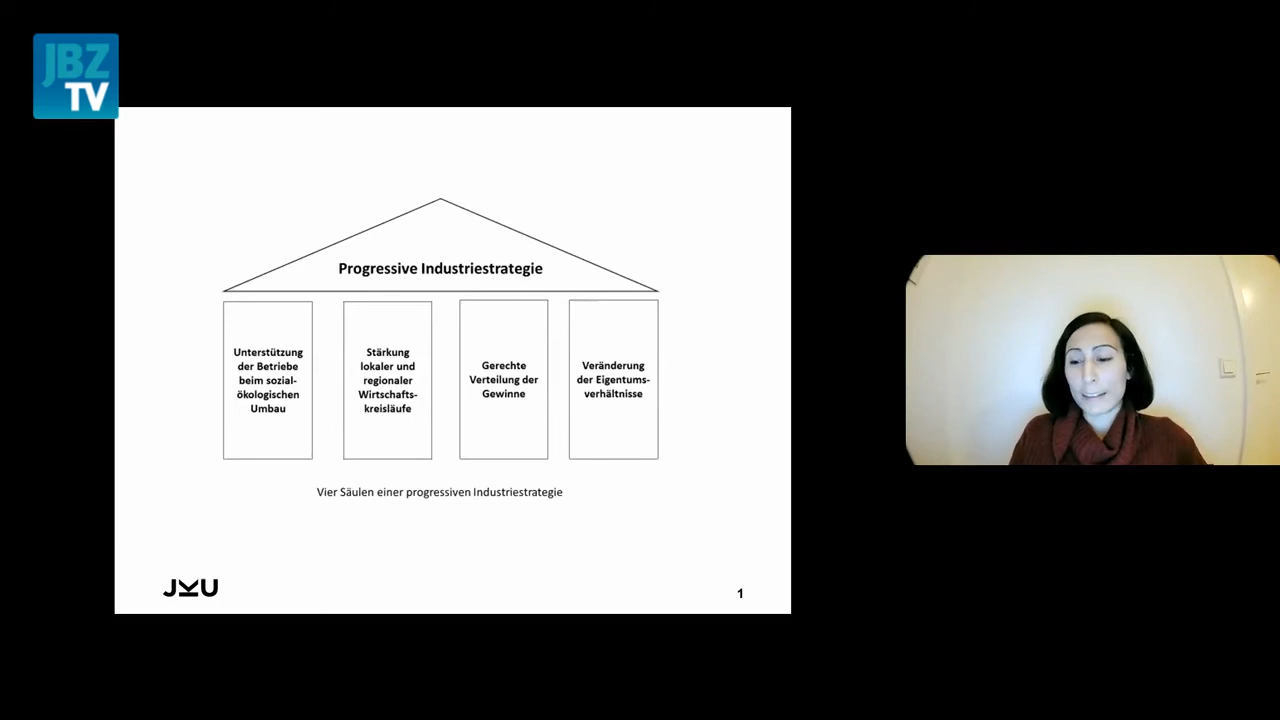 JBZ
TV
Progressive Industriestrategie
Unterstützung
der Betriebe
beim sozial-
ökologischen
Umbau
Stärkung
lokaler und
regionaler
Wirtschafts-
kreisläufe
Gerechte
Verteilung der
Gewinne
Veränderung
der Eigentums-
verhältnisse
Vier Säulen einer progressiven Industriestrategie
JKU
1